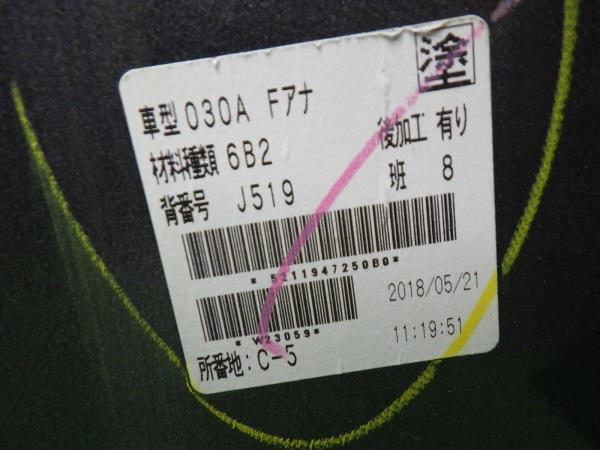 塗
車型 030A Fアナ
材料種類 6B2 後加工 有り
背番号 J519 班 8
*5211947250B0*
*W23059* 2018/05/21
所番地:C-5 11:19:51